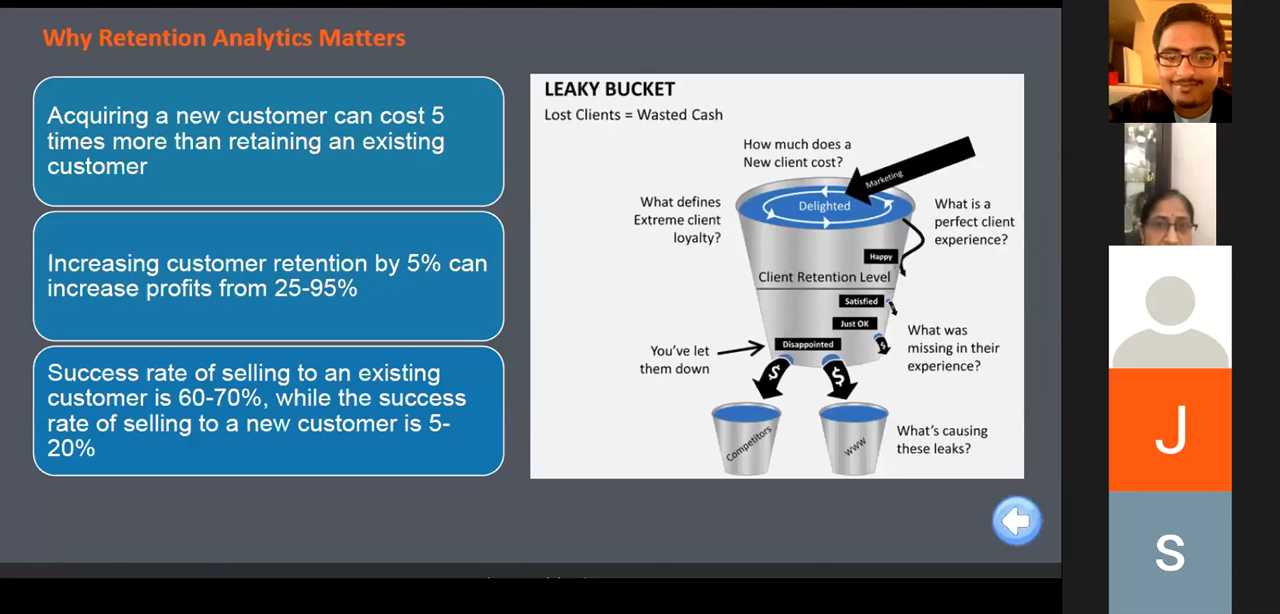 Why Retention Analytics Matters
Acquiring a new customer can cost 5
times more than retaining an existing
customer
Increasing customer retention by 5% can
increase profits from 25-95%
Success rate of selling to an existing
customer is 60-70%, while the success
rate of selling to a new customer is 5-
20%
LEAKY BUCKET
Lost Clients = Wasted Cash
How much does a
New client cost?
Marketing
What defines
Extreme client
loyalty?
Delighted
What is a
perfect client
experience?
Happy
Client Retention Level
Satisfied
Just OK
Disappointed
You've let
them down
What was
missing in their
experience?
$
$
$
Competitors
www
What's causing
these leaks?
J
S